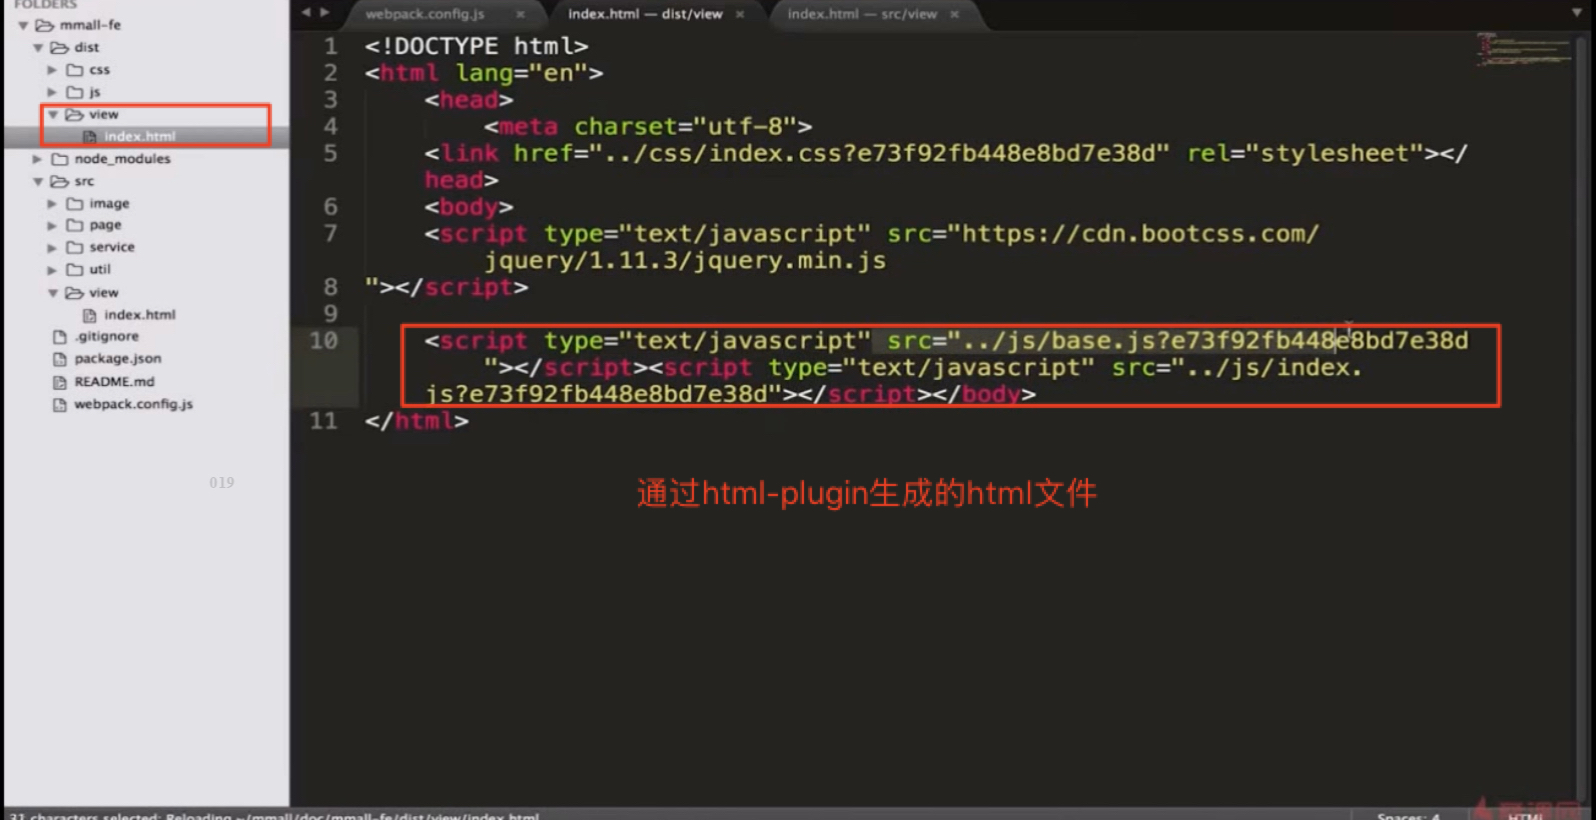 FOLDERS
mmall-fe
dist
css
js
view
index.html
node_modules
src
image
page
service
util
view
index.html
.gitignore
package.json
README.md
webpack.config.js
019
webpack.config.js ×
index.html — dist/view ×
index.html — src/view ×
1 <!DOCTYPE html>
2 <html lang="en">
3 <head>
4 <meta charset="utf-8">
5 <link href="../css/index.css?e73f92fb448e8bd7e38d" rel="stylesheet"></
head>
6 <body>
7 <script type="text/javascript" src="https://cdn.bootcss.com/
jquery/1.11.3/jquery.min.js
8 "></script>
9
10 <script type="text/javascript" src="../js/base.js?e73f92fb448e8bd7e38d
"></script><script type="text/javascript" src="../js/index.
js?e73f92fb448e8bd7e38d"></script></body>
11 </html>
通过html-plugin生成的html文件
31 characters selected; Reloading ~/mmall/doc/mmall-fe/dist/view/index.html
Spaces: 4
HTML